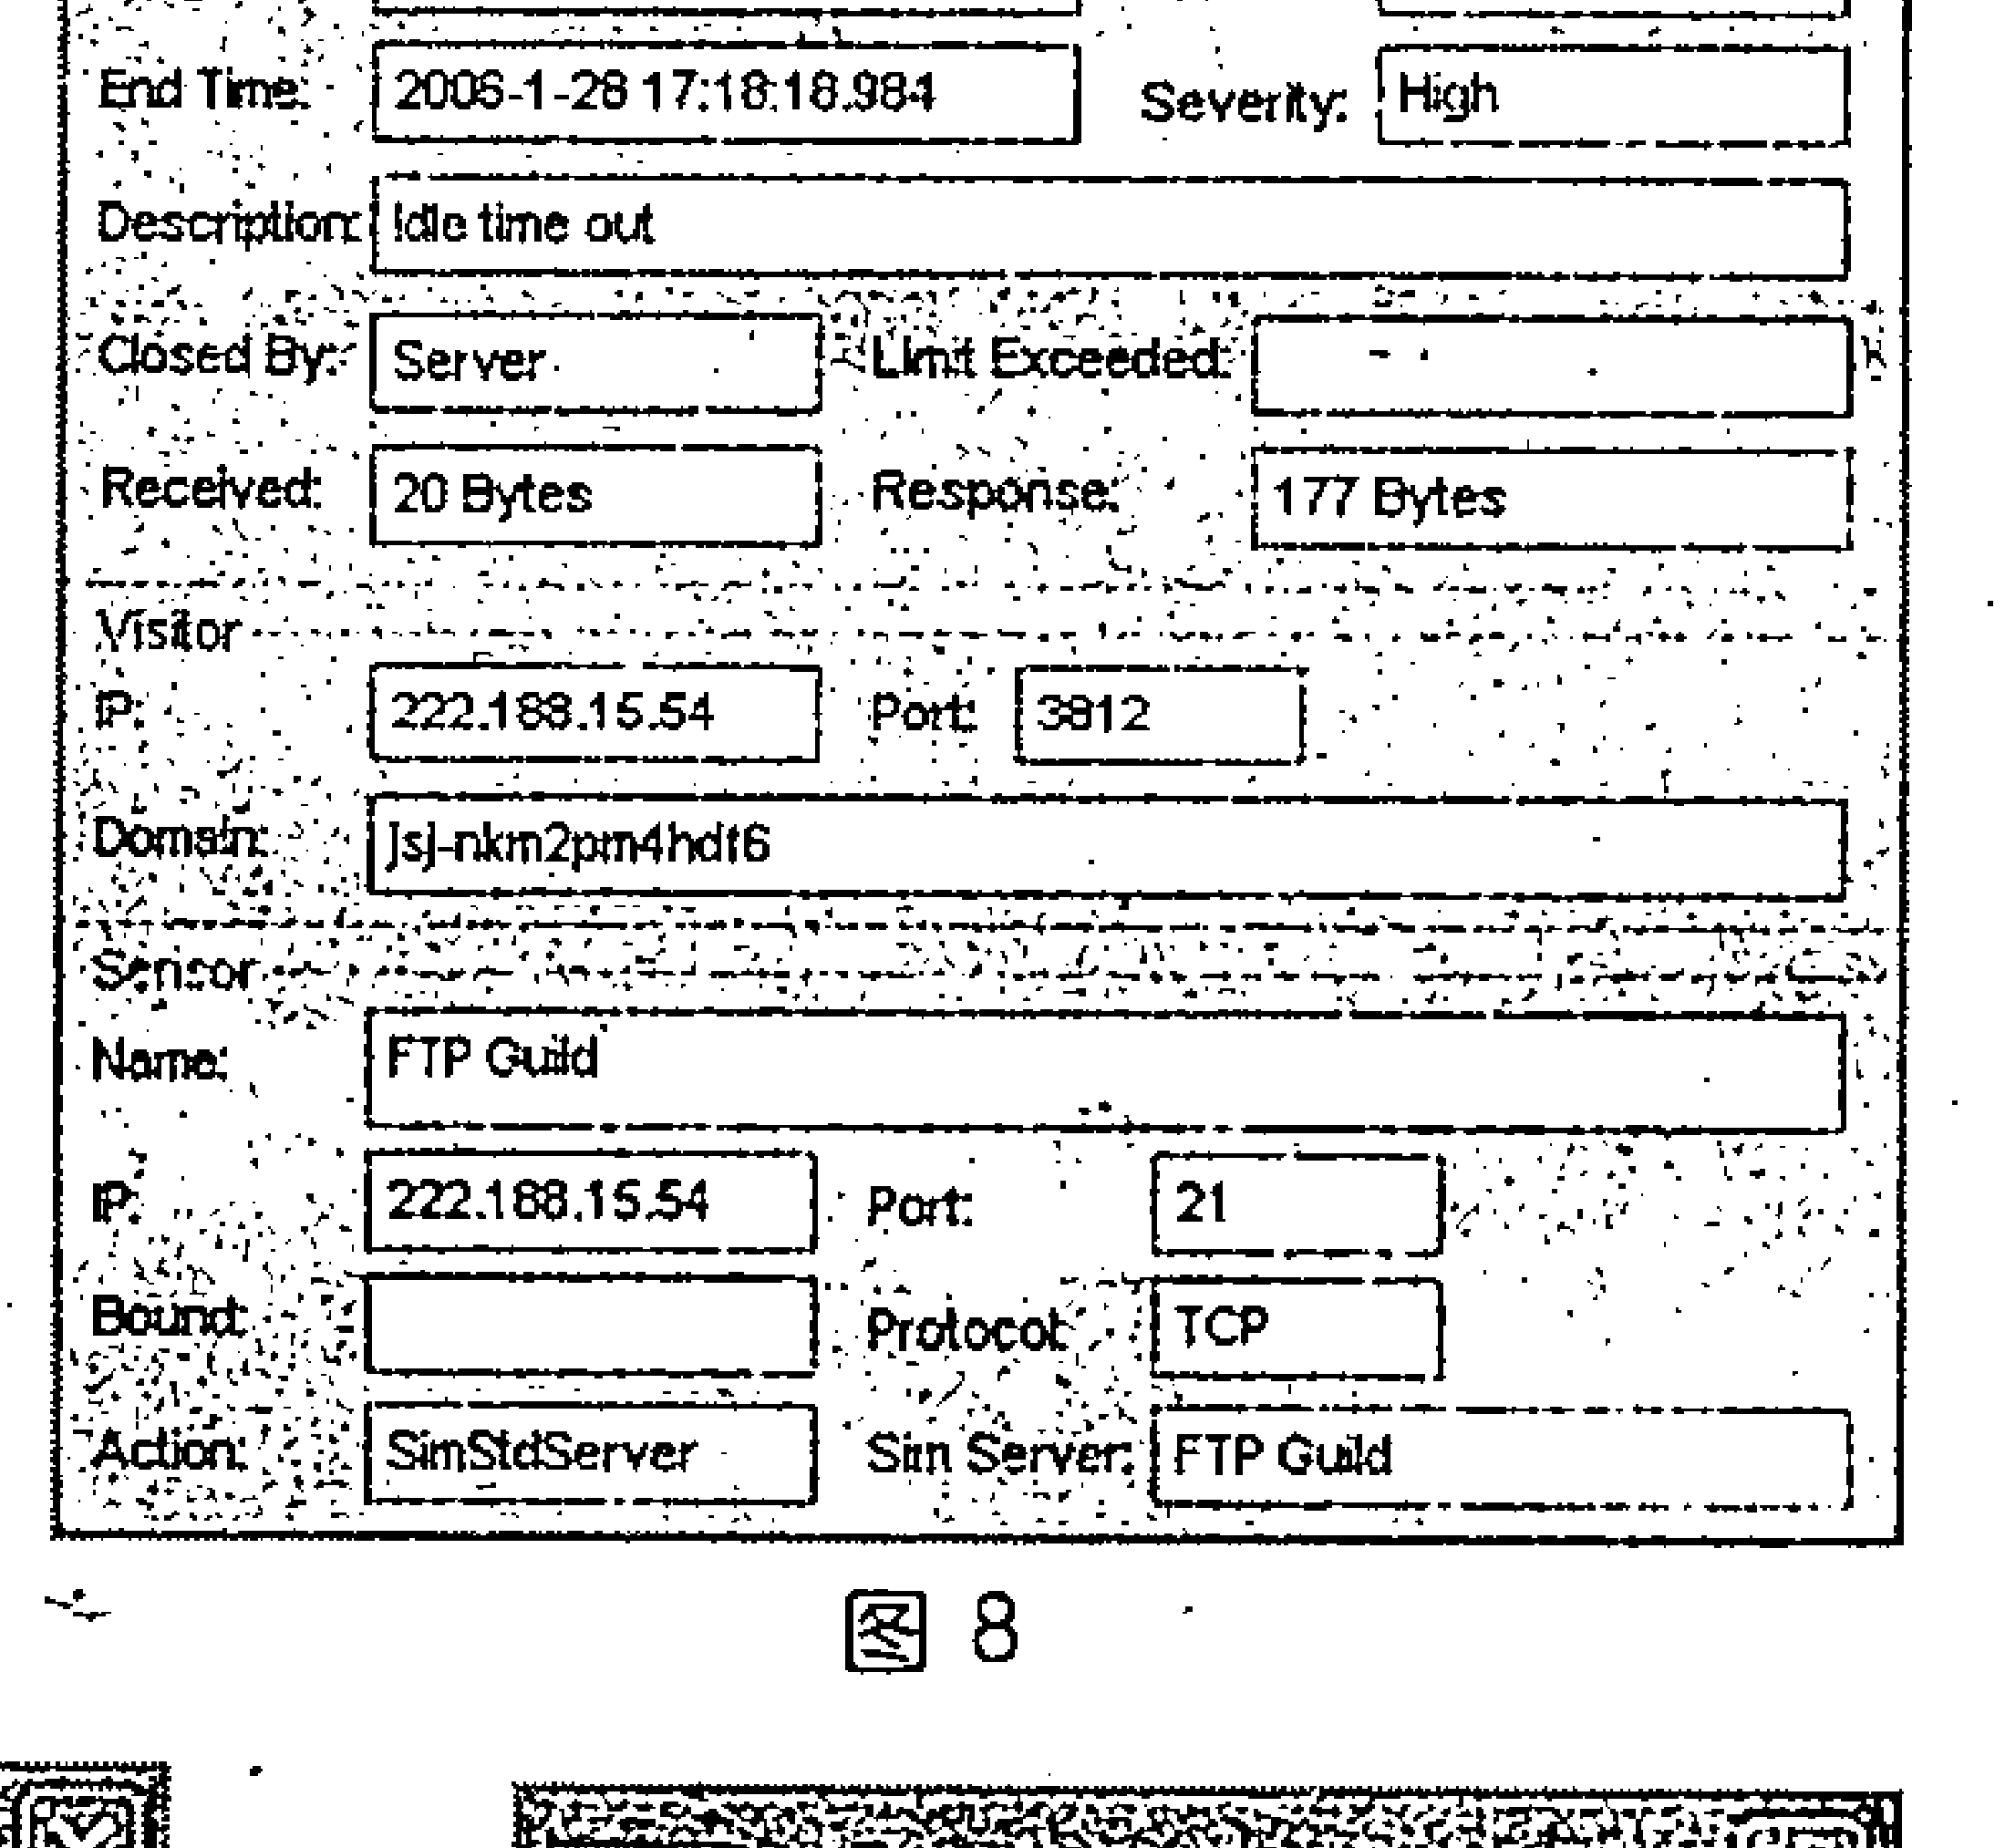 End Time: 2006-1-28 17:18:18.984 Severity: High
Description: Idle time out
Closed By: Server Limit Exceeded:
Received: 20 Bytes Response: 177 Bytes
Visitor
IP: 222.188.15.54 Port: 3812
Domain: jsj-nkm2pm4hdf6
Sensor
Name: FTP Guild
IP: 222.188.15.54 Port: 21
Bound: Protocol: TCP
Action: SimStdServer Sim Server: FTP Guild
图 8